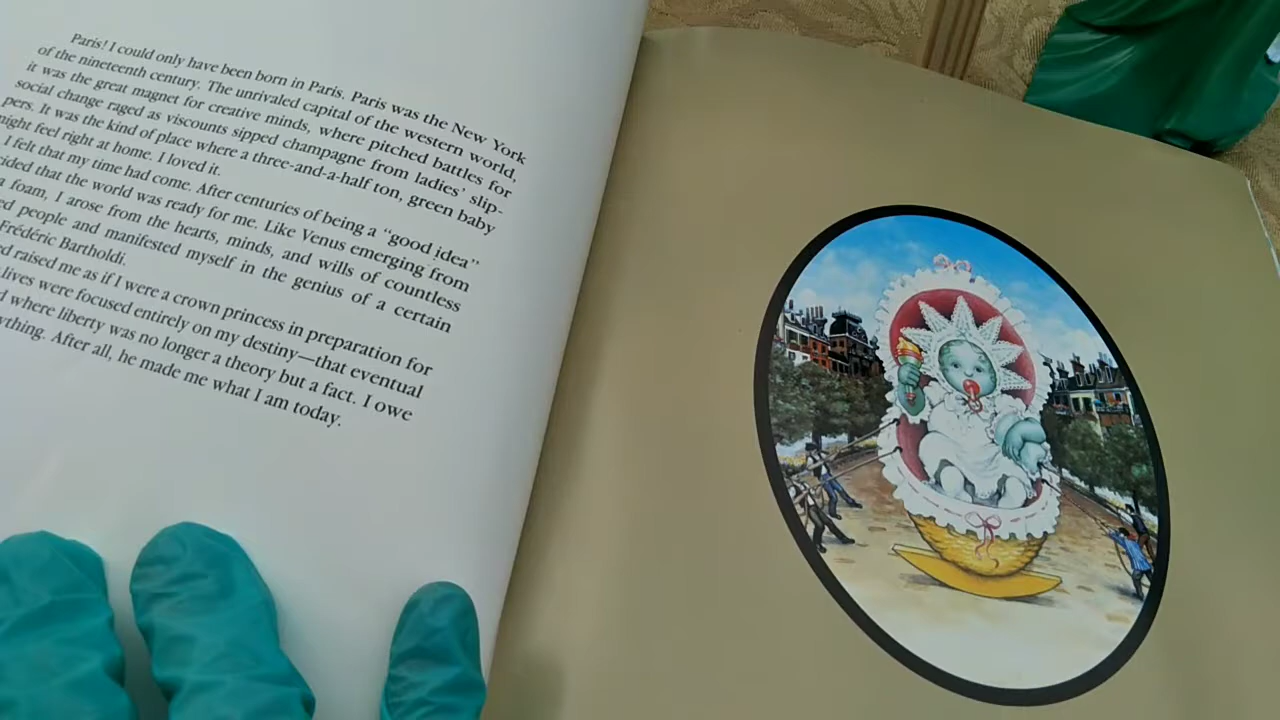 Paris! I could only have been born in Paris. Paris was the New York
of the nineteenth century. The unrivaled capital of the western world,
it was the great magnet for creative minds, where pitched battles for
social change raged as viscounts sipped champagne from ladies’ slip-
pers. It was the kind of place where a three-and-a-half ton, green baby
might feel right at home. I loved it.
I felt that my time had come. After centuries of being a “good idea”
decided that the world was ready for me. Like Venus emerging from
foam, I arose from the hearts, minds, and wills of countless
people and manifested myself in the genius of a certain
Frédéric Bartholdi.
raised me as if I were a crown princess in preparation for
lives were focused entirely on my destiny—that eventual
where liberty was no longer a theory but a fact. I owe
After all, he made me what I am today.